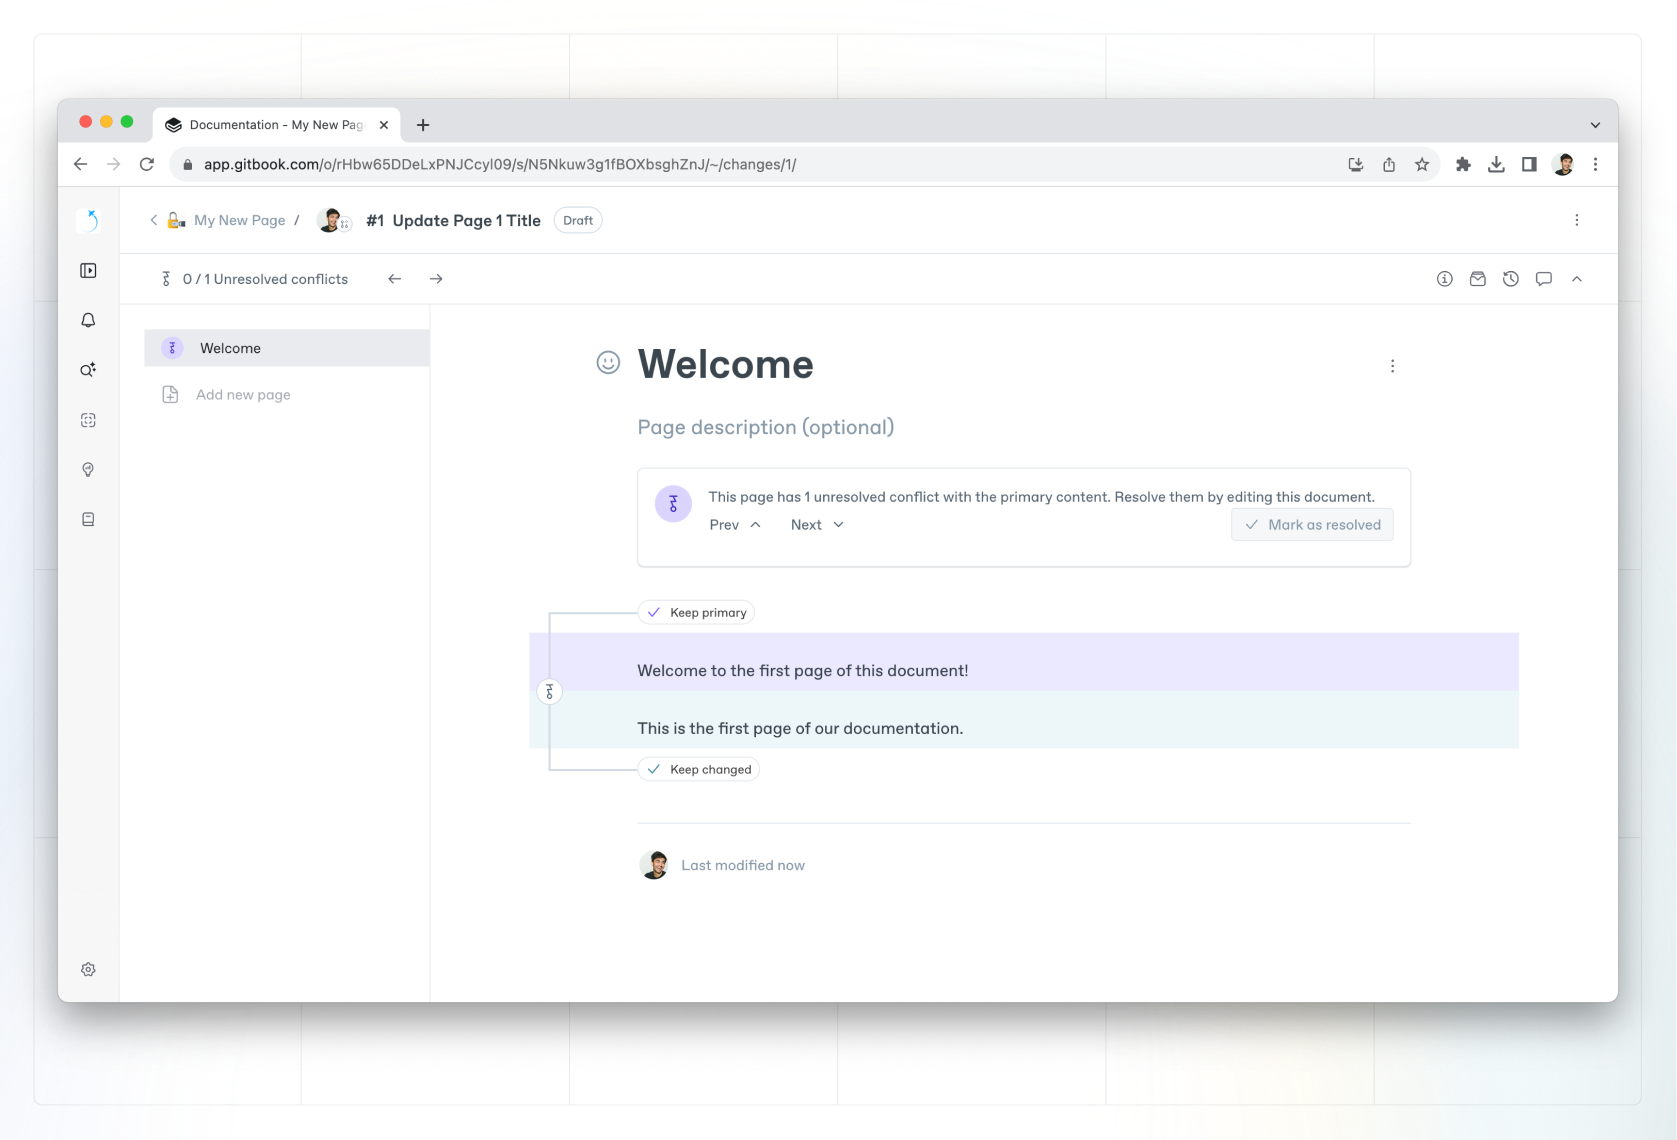 Documentation - My New Pag
app.gitbook.com/o/rHbw65DDeLxPNJCcyl09/s/N5Nkuw3g1fBOXbsghZnJ/~/changes/1/
My New Page / #1 Update Page 1 Title Draft
0 / 1 Unresolved conflicts
Welcome
Add new page
Welcome
Page description (optional)
This page has 1 unresolved conflict with the primary content. Resolve them by editing this document.
Prev Next Mark as resolved
Keep primary
Welcome to the first page of this document!
This is the first page of our documentation.
Keep changed
Last modified now